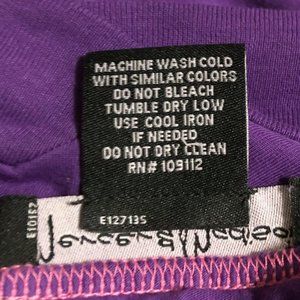 MACHINE WASH COLD
WITH SIMILAR COLORS
DO NOT BLEACH
TUMBLE DRY LOW
USE COOL IRON
IF NEEDED
DO NOT DRY CLEAN
RN# 109112
E127135